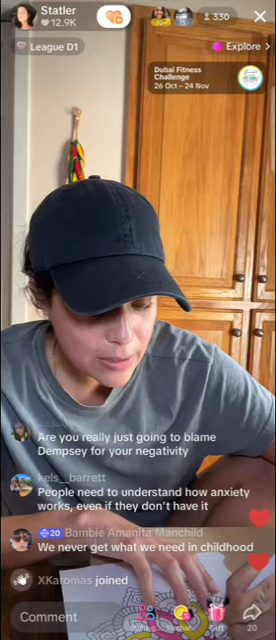 Statler
12.9K
330
League D1
Explore
Dubai Fitness
Challenge
26 Oct – 24 Nov
Are you really just going to blame
Dempsey for your negativity
kels__barrett
People need to understand how anxiety
works, even if they don't have it
20 Bambie Amanita Manchild
We never get what we need in childhood
XKaromas joined
Comment
Gift
20